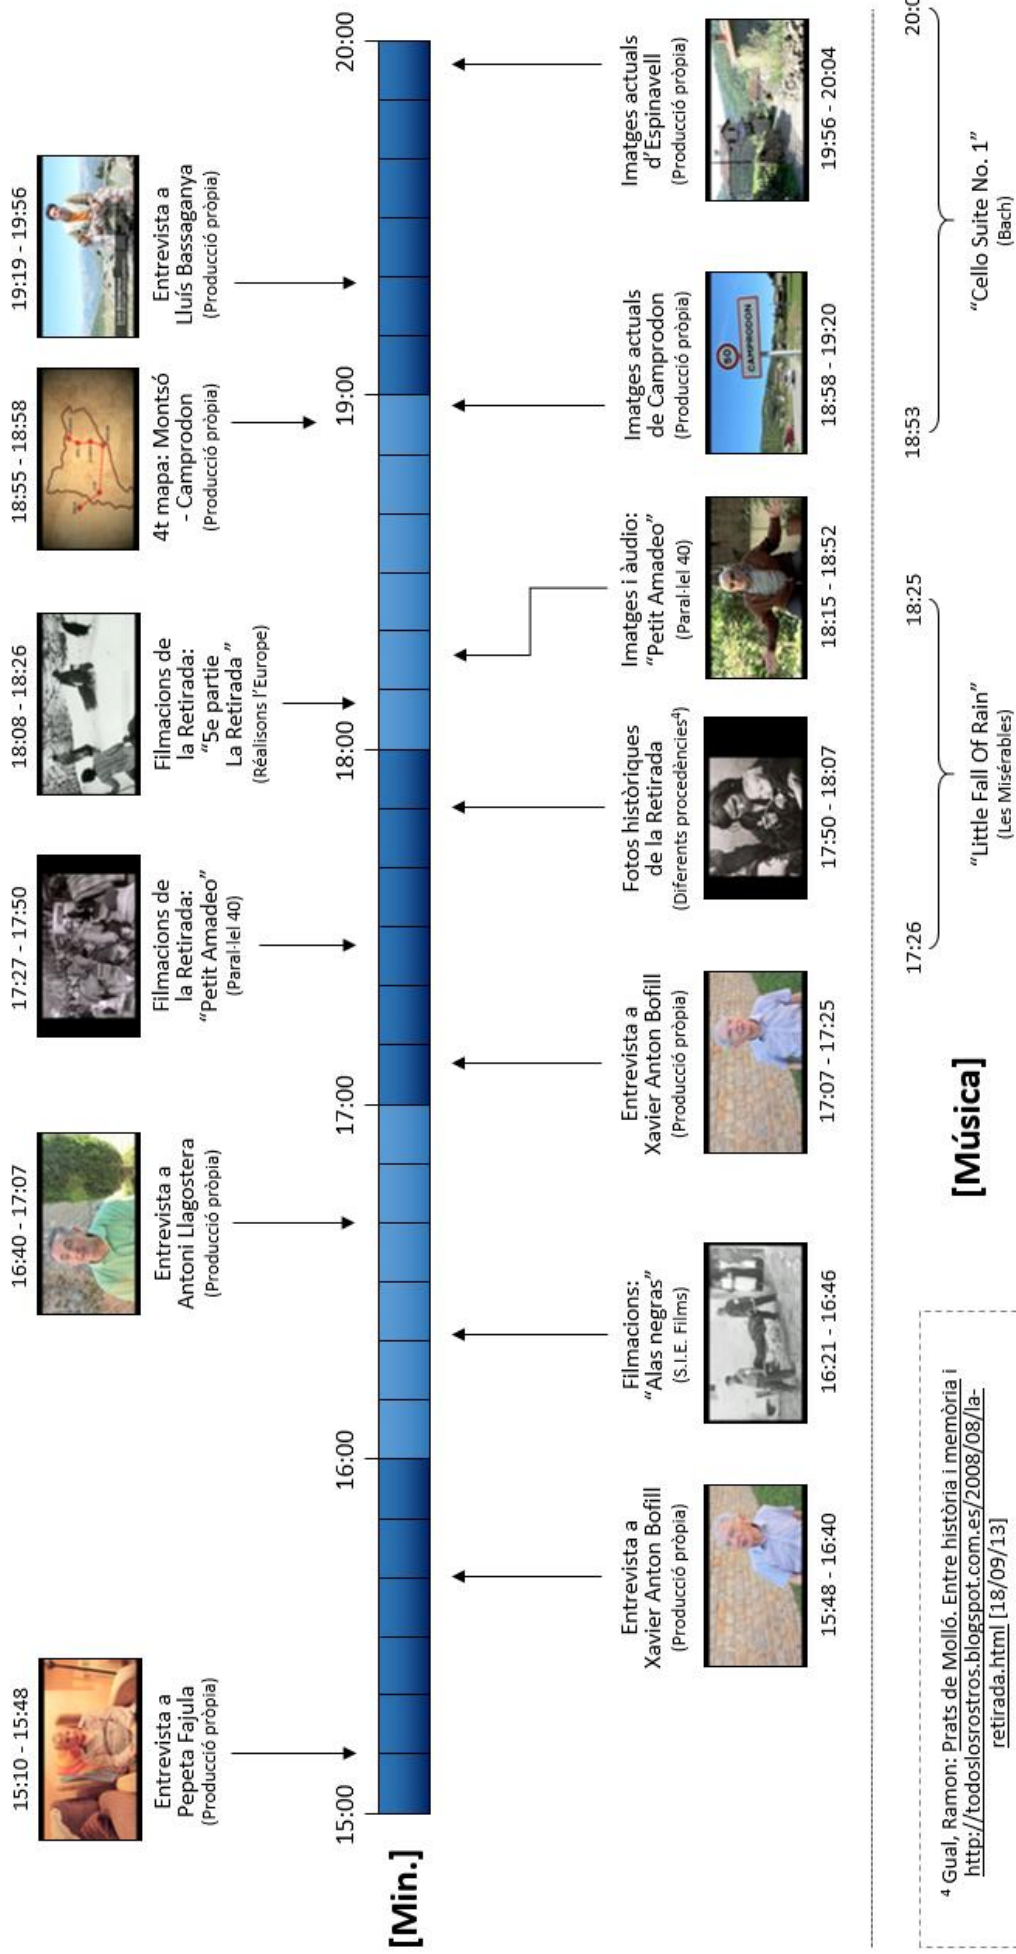 15:10 - 15:48
Entrevista a
Pepeta Fajula
(Producció pròpia)
16:40 - 17:07
Entrevista a
Antoni Llagostera
(Producció pròpia)
17:27 - 17:50
Filmacions de
la Retirada:
“Petit Amadeo”
(Paral·lel 40)
18:08 - 18:26
Filmacions de
la Retirada:
“5e partie
La Retirada”
(Réalisons l’Europe)
18:55 - 18:58
4t mapa: Montsó
- Camprodon
(Producció pròpia)
19:19 - 19:56
Entrevista a
Lluís Bassaganya
(Producció pròpia)
[Min.]
15:00
16:00
17:00
18:00
19:00
20:00
Entrevista a
Xavier Anton Bofill
(Producció pròpia)
15:48 - 16:40
Filmacions:
“Alas negras”
(S.I.E. Films)
16:21 - 16:46
Entrevista a
Xavier Anton Bofill
(Producció pròpia)
17:07 - 17:25
Fotos històriques
de la Retirada
(Diferents procedències⁴)
17:50 - 18:07
Imatges i àudio:
“Petit Amadeo”
(Paral·lel 40)
18:15 - 18:52
Imatges actuals
de Camprodon
(Producció pròpia)
50
CAMPRODON
18:58 - 19:20
Imatges actuals
d’Espinavell
(Producció pròpia)
19:56 - 20:04
[Música]
17:26
18:25
“Little Fall Of Rain”
(Les Misérables)
18:53
“Cello Suite No. 1”
(Bach)
⁴ Gual, Ramon: Prats de Molló. Entre història i memòria i
http://todoslosrostros.blogspot.com.es/2008/08/la-
retirada.html [18/09/13]